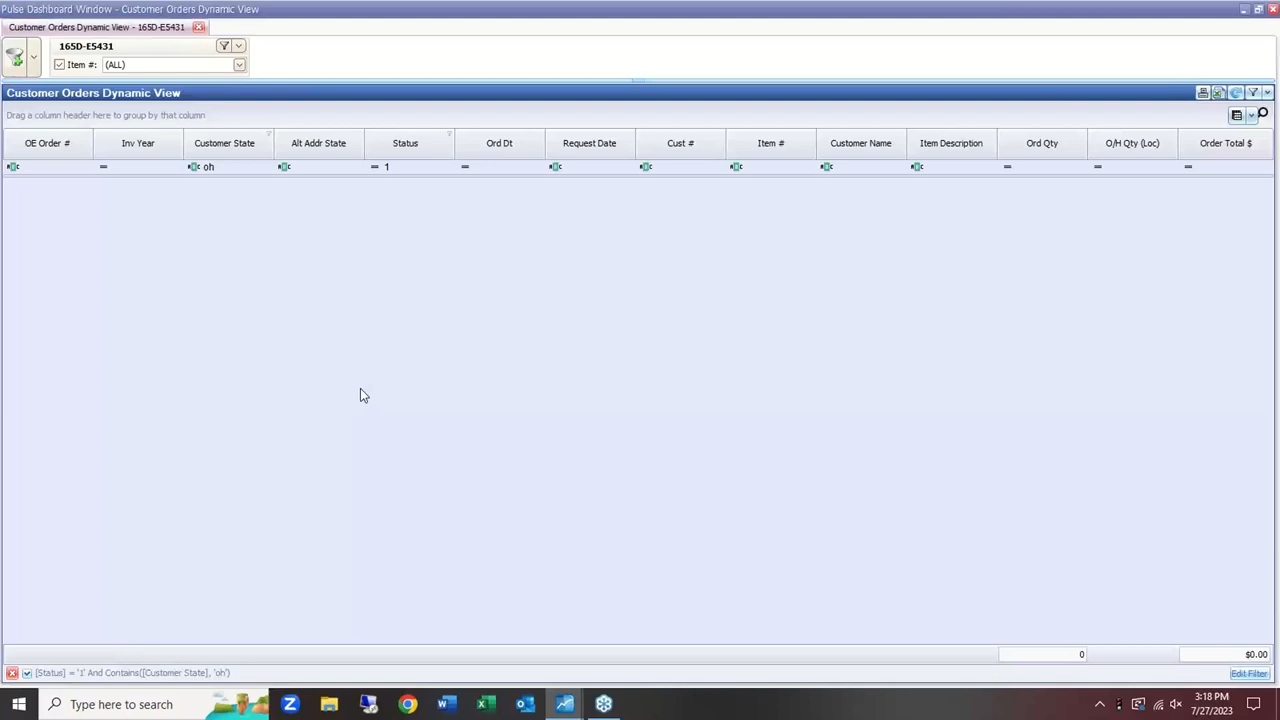 Pulse Dashboard Window - Customer Orders Dynamic View
Customer Orders Dynamic View - 165D-E5431
165D-E5431
Item #: (ALL)
Customer Orders Dynamic View
Drag a column header here to group by that column
OE Order # Inv Year Customer State Alt Addr State Status Ord Dt Request Date Cust # Item # Customer Name Item Description Ord Qty O/H Qty (Loc) Order Total $
= oh = 1 = = = =
0 $0.00
[Status] = '1' And Contains([Customer State], 'oh') Edit Filter
Type here to search
3:18 PM
7/27/2023